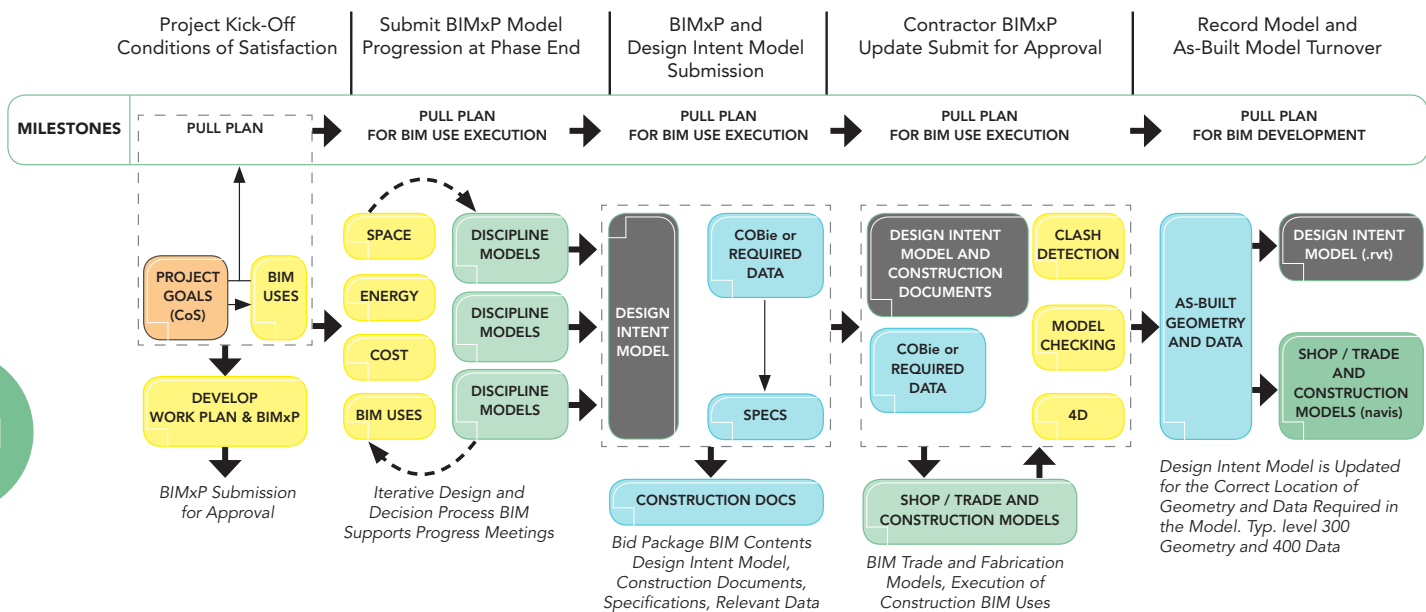 Project Kick-Off
Conditions of Satisfaction
Submit BIMxP Model
Progression at Phase End
BIMxP and
Design Intent Model
Submission
Contractor BIMxP
Update Submit for Approval
Record Model and
As-Built Model Turnover
MILESTONES
PULL PLAN
PULL PLAN
FOR BIM USE EXECUTION
PULL PLAN
FOR BIM USE EXECUTION
PULL PLAN
FOR BIM USE EXECUTION
PULL PLAN
FOR BIM DEVELOPMENT
PROJECT
GOALS
(CoS)
BIM
USES
DEVELOP
WORK PLAN & BIMxP
BIMxP Submission
for Approval
SPACE
ENERGY
COST
BIM USES
DISCIPLINE
MODELS
DISCIPLINE
MODELS
DISCIPLINE
MODELS
Iterative Design and
Decision Process BIM
Supports Progress Meetings
DESIGN
INTENT
MODEL
COBie or
REQUIRED
DATA
SPECS
CONSTRUCTION DOCS
Bid Package BIM Contents
Design Intent Model,
Construction Documents,
Specifications, Relevant Data
DESIGN INTENT
MODEL AND
CONSTRUCTION
DOCUMENTS
COBie or
REQUIRED
DATA
CLASH
DETECTION
MODEL
CHECKING
4D
SHOP / TRADE AND
CONSTRUCTION MODELS
BIM Trade and Fabrication
Models, Execution of
Construction BIM Uses
AS-BUILT
GEOMETRY
AND DATA
DESIGN INTENT
MODEL (.rvt)
SHOP / TRADE
AND
CONSTRUCTION
MODELS (navis)
Design Intent Model is Updated
for the Correct Location of
Geometry and Data Required in
the Model. Typ. level 300
Geometry and 400 Data